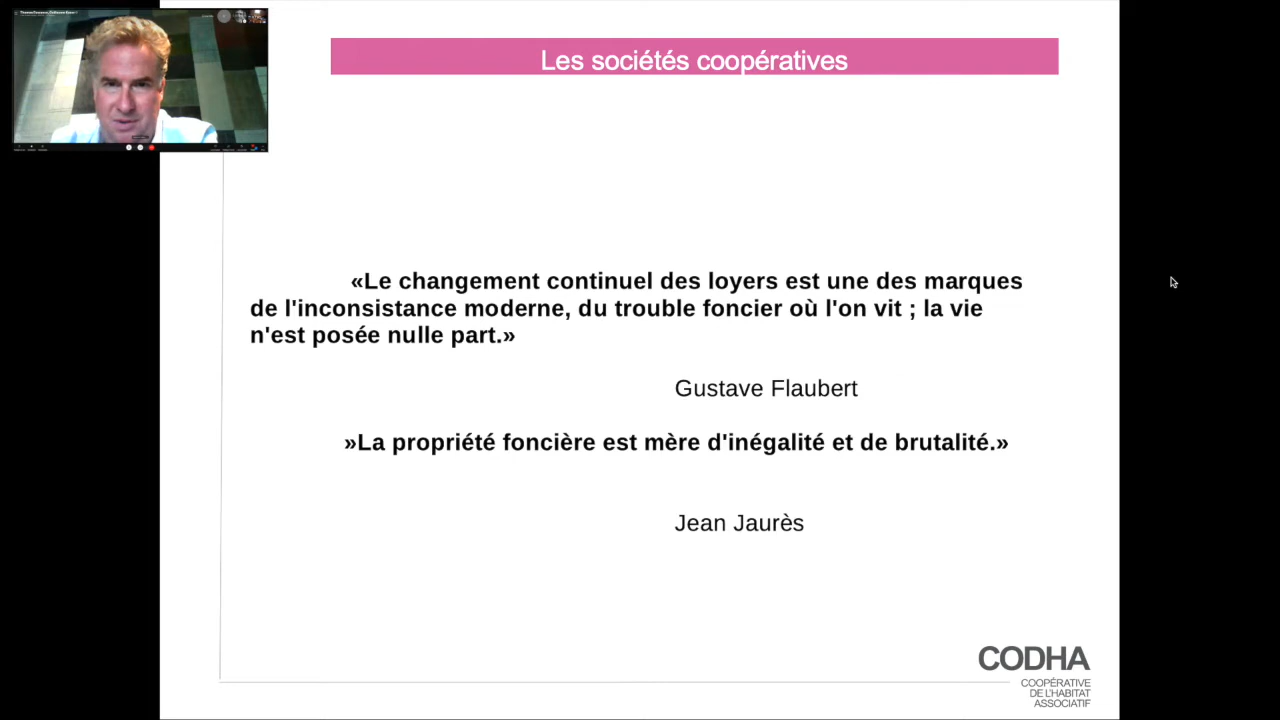 Les sociétés coopératives
«Le changement continuel des loyers est une des marques
de l'inconsistance moderne, du trouble foncier où l'on vit ; la vie
n'est posée nulle part.»
Gustave Flaubert
»La propriété foncière est mère d'inégalité et de brutalité.»
Jean Jaurès
CODHA
COOPÉRATIVE
DE L'HABITAT
ASSOCIATIF